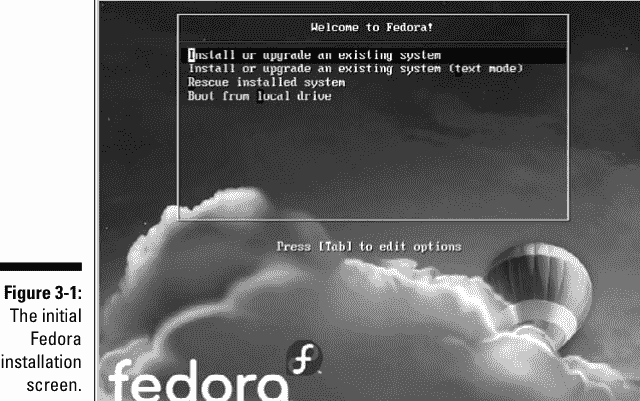 Welcome to Fedora!
Install or upgrade an existing system
Install or upgrade an existing system (text mode)
Rescue installed system
Boot from local drive
Press [Tab] to edit options
Figure 3-1:
The initial
Fedora
installation
screen.
fedora